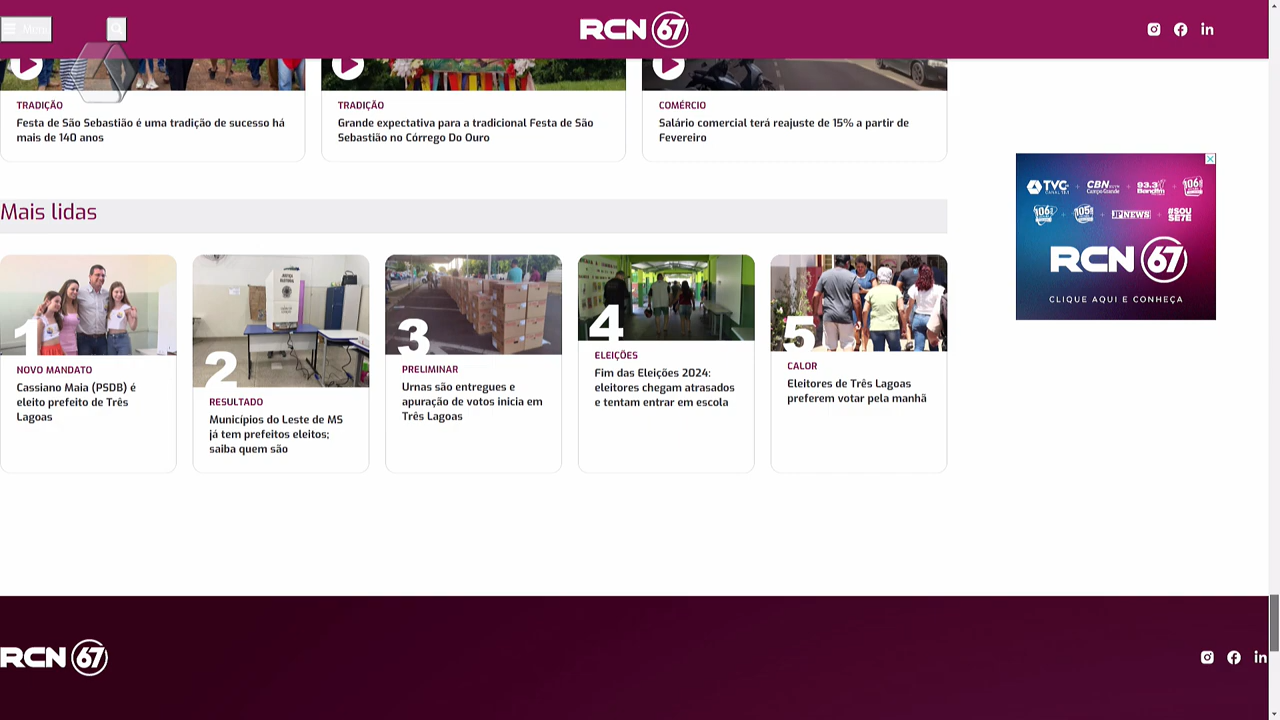 Mais
RCN 67
TRADIÇÃO
Festa de São Sebastião é uma tradição de sucesso há
mais de 140 anos
TRADIÇÃO
Grande expectativa para a tradicional Festa de São
Sebastião no Córrego Do Ouro
COMÉRCIO
Salário comercial terá reajuste de 15% a partir de
Fevereiro
Mais lidas
1
NOVO MANDATO
Cassiano Maia (PSDB) é
eleito prefeito de Três
Lagoas
2
RESULTADO
Municípios do Leste de MS
já tem prefeitos eleitos;
saiba quem são
3
PRELIMINAR
Urnas são entregues e
apuração de votos inicia em
Três Lagoas
4
ELEIÇÕES
Fim das Eleições 2024:
eleitores chegam atrasados
e tentam entrar em escola
5
CALOR
Eleitores de Três Lagoas
preferem votar pela manhã
TVC + CBN Campo Grande + 93.3 + 106
106 + 105 + JPNEWS + #SOU SE7E
RCN 67
CLIQUE AQUI E CONHEÇA
RCN 67